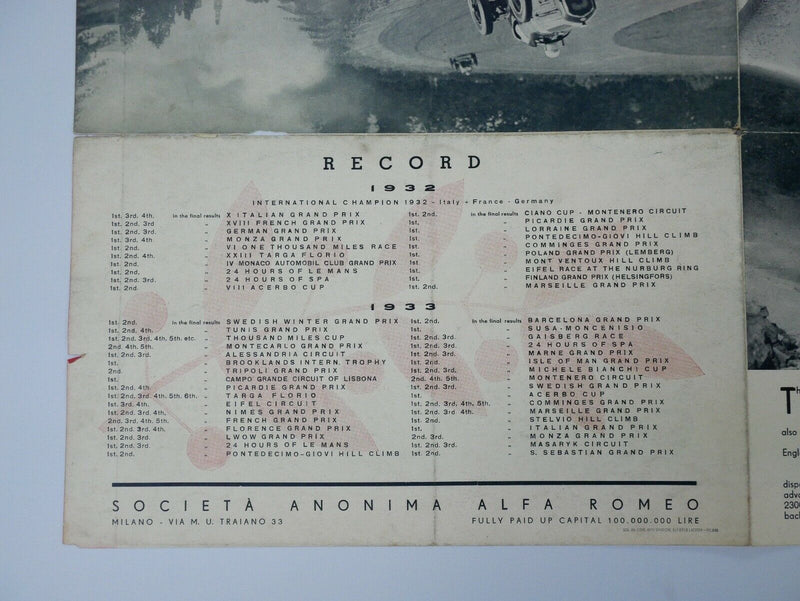 RECORD
1932
INTERNATIONAL CHAMPION 1932 - Italy - France - Germany
1st. 3rd. 4th. In the final results X ITALIAN GRAND PRIX
1st. 2nd. 3rd „ XVIII FRENCH GRAND PRIX
1st. 2nd. 3rd. „ GERMAN GRAND PRIX
1st. 3rd. 4th. „ MONZA GRAND PRIX
1st. 2nd. „ VI ONE THOUSAND MILES RACE
1st. 2nd. 4th. „ XXIII TARGA FLORIO
1st. 2nd. „ IV MONACO AUTOMOBIL CLUB GRAND PRIX
1st. 2nd. „ 24 HOURS OF LE MANS
1st. 2nd. 3rd. „ 24 HOURS OF SPA
1st. 2nd. „ VIII ACERBO CUP
1st. 2nd. In the final results CIANO CUP - MONTENERO CIRCUIT
1st. „ PICARDIE GRAND PRIX
1st. „ LORRAINE GRAND PRIX
1st. „ PONTEDECIMO-GIOVI HILL CLIMB
1st. „ COMMINGES GRAND PRIX
1st. „ POLAND GRAND PRIX (LEMBERG)
1st. „ MONT VENTOUX HILL CLIMB
1st. „ EIFEL RACE AT THE NURBURG RING
1st. „ FINLAND GRAND PRIX (HELSINGFORS)
1st. 2nd. „ MARSEILLE GRAND PRIX
1933
1st. 2nd. In the final results SWEDISH WINTER GRAND PRIX
1st. 2nd, 4th. „ TUNIS GRAND PRIX
1st. 2nd. 3rd, 4th. 5th. etc. „ THOUSAND MILES CUP
2nd. 4th. 5th. „ MONTECARLO GRAND PRIX
1st. 2nd. 3rd. „ ALESSANDRIA CIRCUIT
1st. „ BROOKLANDS INTERN. TROPHY
2nd. „ TRIPOLI GRAND PRIX
1st. „ CAMPO GRANDE CIRCUIT OF LISBONA
1st. 2nd. 4th. „ PICARDIE GRAND PRIX
1st. 2nd. 3rd. 4th. 5th. 6th. „ TARGA FLORIO
1st. 3rd. 4th. „ EIFEL CIRCUIT
1st. 2nd. 3rd. 4th. „ NIMES GRAND PRIX
2nd. 3rd. 4th. 5th. „ FRENCH GRAND PRIX
1st. 2nd. 3rd. 4th. „ FLORENCE GRAND PRIX
1st. 2nd. 3rd. „ LWOW GRAND PRIX
1st. 2nd. 3rd. „ 24 HOURS OF LE MANS
1st. 2nd. „ PONTEDECIMO-GIOVI HILL CLIMB
1st. 2nd. In the final results BARCELONA GRAND PRIX
1st. „ SUSA-MONCENISIO
1st. 2nd. 3rd. „ GAISBERG RACE
1st. 2nd. 3rd. „ 24 HOURS OF SPA
1st. 2nd. 3rd. „ MARNE GRAND PRIX
1st. „ ISLE OF MAN GRAND PRIX
1st. 2nd. 3rd. „ MICHELE BIANCHI CUP
2nd. 4th. 5th. „ MONTENERO CIRCUIT
1st. 2nd. 3rd. „ SWEDISH GRAND PRIX
1st. „ ACERBO CUP
1st. 2nd. 3rd. 4th. 5th. „ COMMINGES GRAND PRIX
1st. 2nd. 3rd 4th. „ MARSEILLE GRAND PRIX
1st. „ STELVIO HILL CLIMB
1st. 2nd. „ ITALIAN GRAND PRIX
2nd. 3rd. „ MONZA GRAND PRIX
1st. 2nd. 3rd. „ MASARYK CIRCUIT
1st. 2nd. „ S. SEBASTIAN GRAND PRIX
SOCIETÀ ANONIMA ALFA ROMEO
MILANO - VIA M. U. TRAIANO 33
FULLY PAID UP CAPITAL 100.000.000 LIRE
also
Engl
disp
adva
2300
back